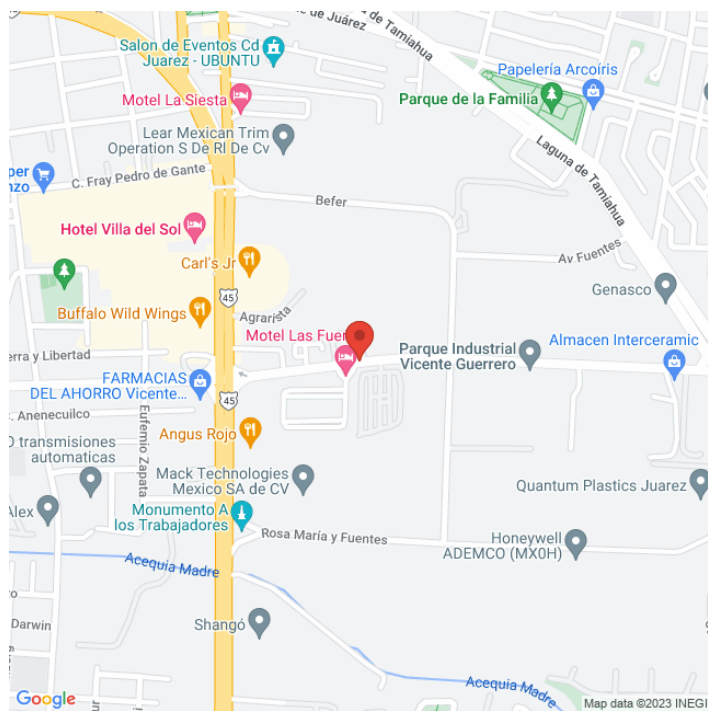 de Juárez
Laguna de Tamiahua
Salon de Eventos Cd
Juarez - UBUNTU
Papelería Arcoíris
Motel La Siesta
Parque de la Familia
Lear Mexican Trim
Operation S De Rl De Cv
Laguna de Tamiahua
C. Fray Pedro de Gante
Befer
Hotel Villa del Sol
Av Fuentes
Carl's Jr
Genasco
45
Agrarista
Buffalo Wild Wings
Motel Las Fue
Almacen Interceramic
Parque Industrial
Vicente Guerrero
erra y Libertad
FARMACIAS
DEL AHORRO Vicente...
45
Anenecuilco
Eufemio Zapata
Angus Rojo
transmisiones
automaticas
Mack Technologies
Mexico SA de CV
Quantum Plastics Juarez
Alex
Monumento A
los Trabajadores
Rosa María y Fuentes
Honeywell
ADEMCO (MX0H)
Acequia Madre
Darwin
Shangó
Acequia Madre
Google
Map data ©2023 INEGI